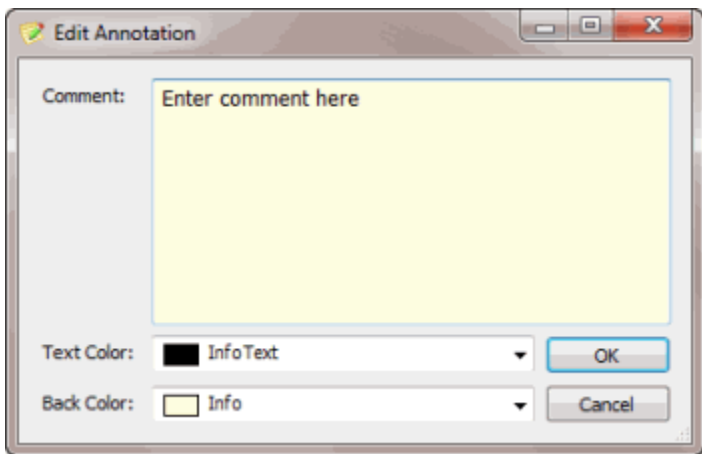 Edit Annotation
Comment:
Enter comment here
Text Color:
InfoText
OK
Back Color:
Info
Cancel